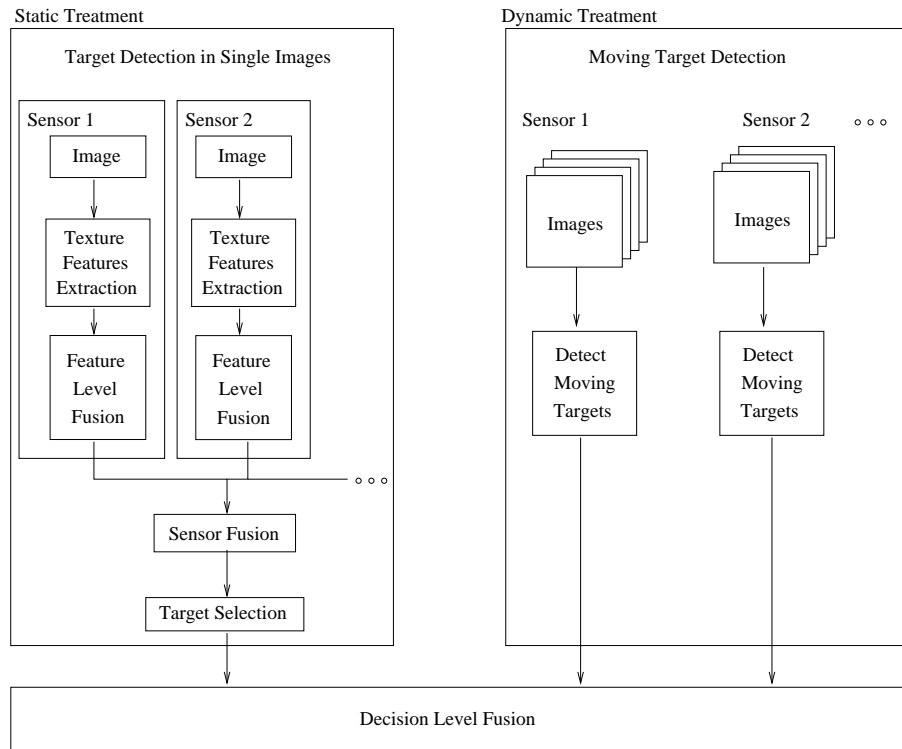 Static Treatment
Target Detection in Single Images
Sensor 1
Image
Texture
Features
Extraction
Feature
Level
Fusion
Sensor 2
Image
Texture
Features
Extraction
Feature
Level
Fusion
Sensor Fusion
Target Selection
Dynamic Treatment
Moving Target Detection
Sensor 1
Images
Detect
Moving
Targets
Sensor 2
Images
Detect
Moving
Targets
Decision Level Fusion